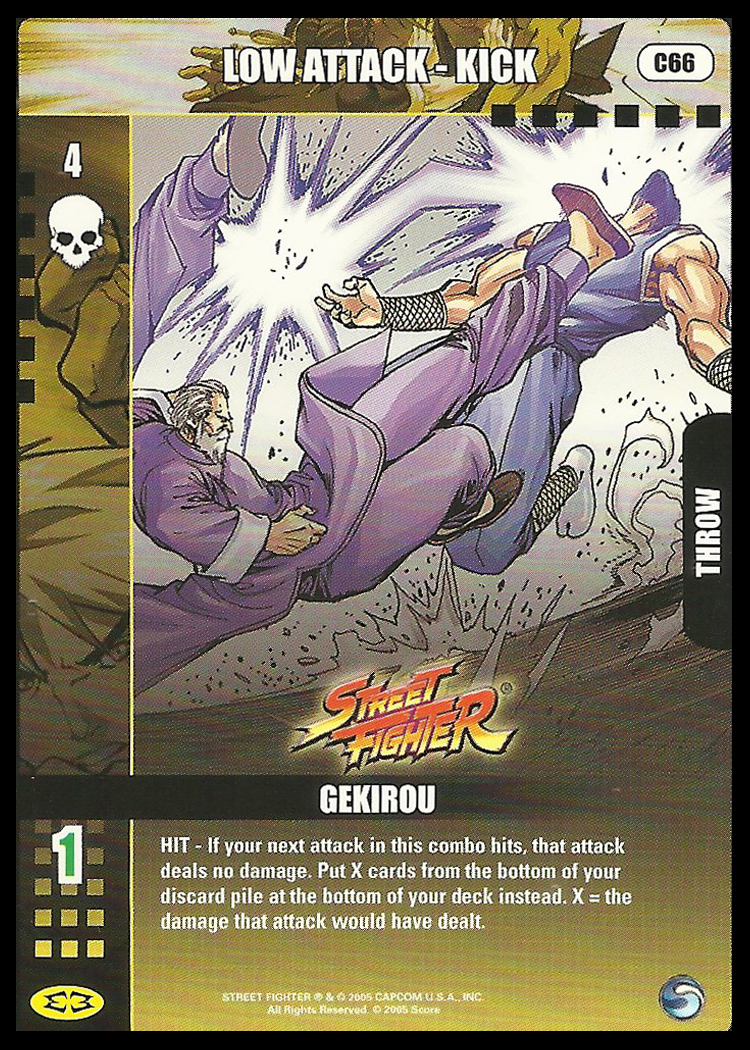 LOW ATTACK - KICK
C66
4
THROW
STREET
FIGHTER®
GEKIROU
1
HIT - If your next attack in this combo hits, that attack
deals no damage. Put X cards from the bottom of your
discard pile at the bottom of your deck instead. X = the
damage that attack would have dealt.
STREET FIGHTER ® & © 2005 CAPCOM U.S.A., INC.
All Rights Reserved. © 2005 Score